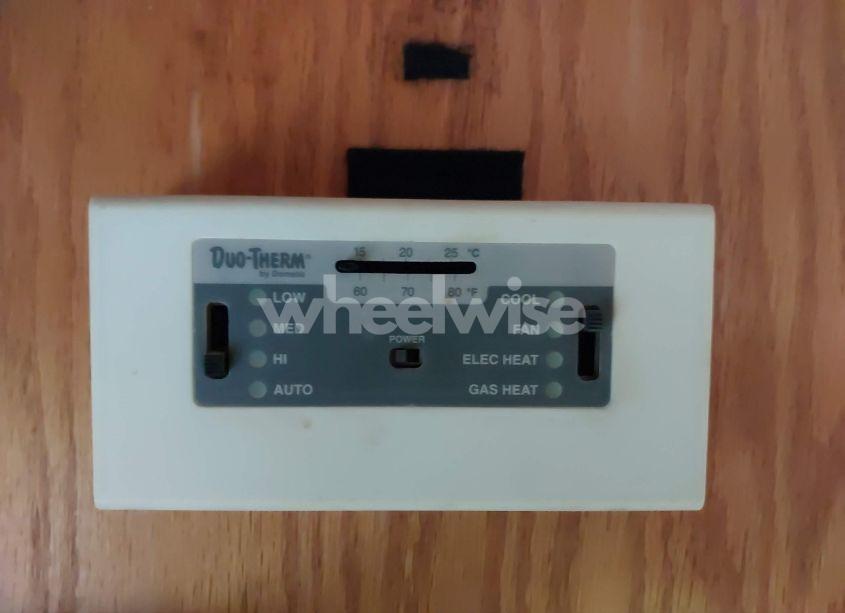 DUO-THERM®
by Dometic
15 20 25 °C
60 70 80 °F
LOW
MED
HI
AUTO
POWER
COOL
FAN
ELEC HEAT
GAS HEAT
wheelwise